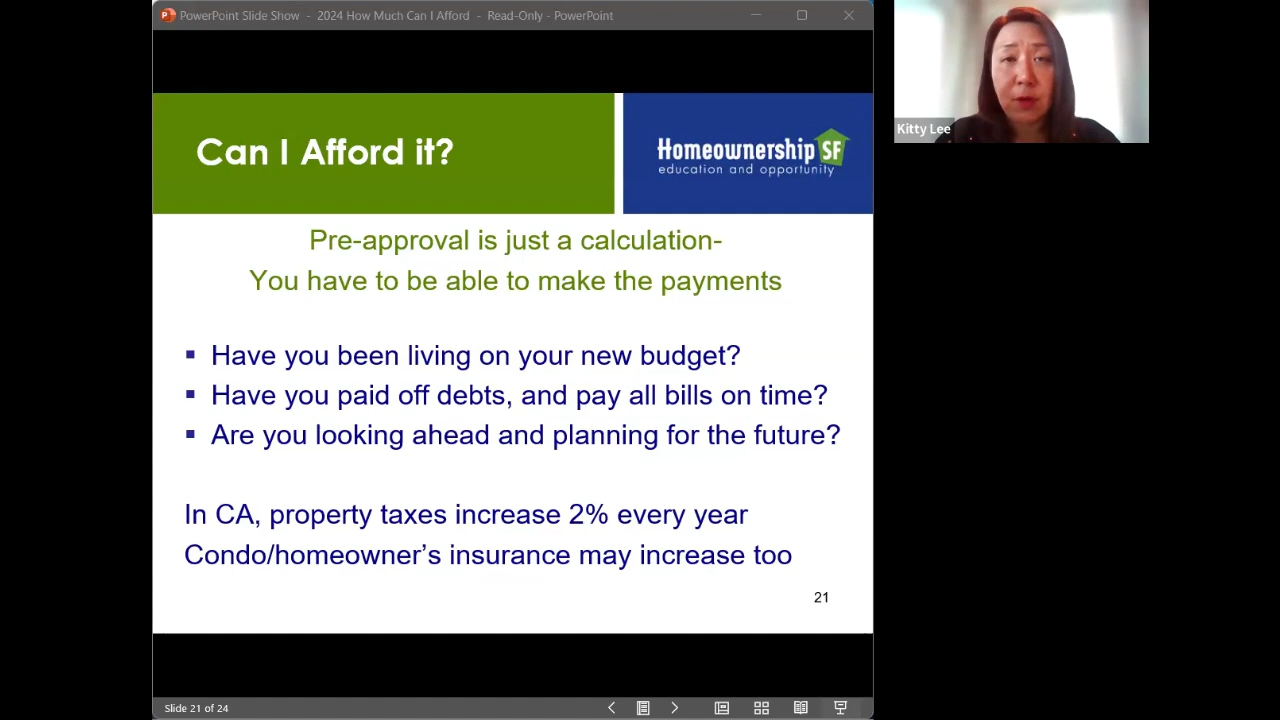 PowerPoint Slide Show - 2024 How Much Can I Afford - Read-Only - PowerPoint
Can I Afford it?
Homeownership SF
education and opportunity
Pre-approval is just a calculation-
You have to be able to make the payments
▪ Have you been living on your new budget?
▪ Have you paid off debts, and pay all bills on time?
▪ Are you looking ahead and planning for the future?
In CA, property taxes increase 2% every year
Condo/homeowner’s insurance may increase too
21
Slide 21 of 24
Kitty Lee